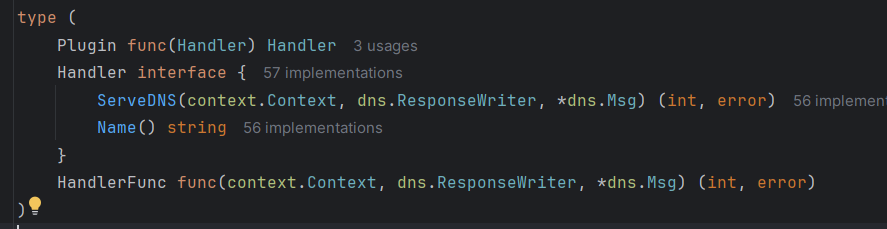 type (
Plugin func(Handler) Handler 3 usages
Handler interface { 57 implementations
ServeDNS(context.Context, dns.ResponseWriter, *dns.Msg) (int, error) 56 implement
Name() string 56 implementations
}
HandlerFunc func(context.Context, dns.ResponseWriter, *dns.Msg) (int, error)
)